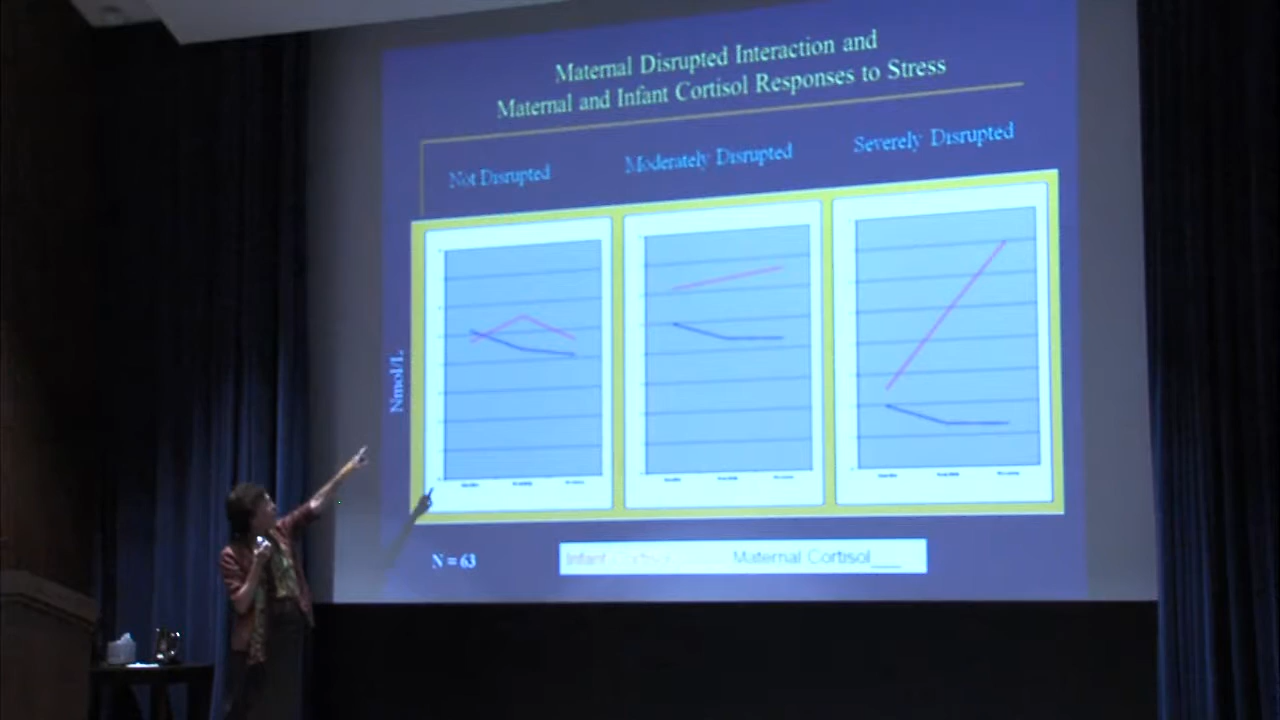 Maternal Disrupted Interaction and
Maternal and Infant Cortisol Responses to Stress
Not Disrupted
Moderately Disrupted
Severely Disrupted
Nmol/L
N = 63
Infant Cortisol
Maternal Cortisol___